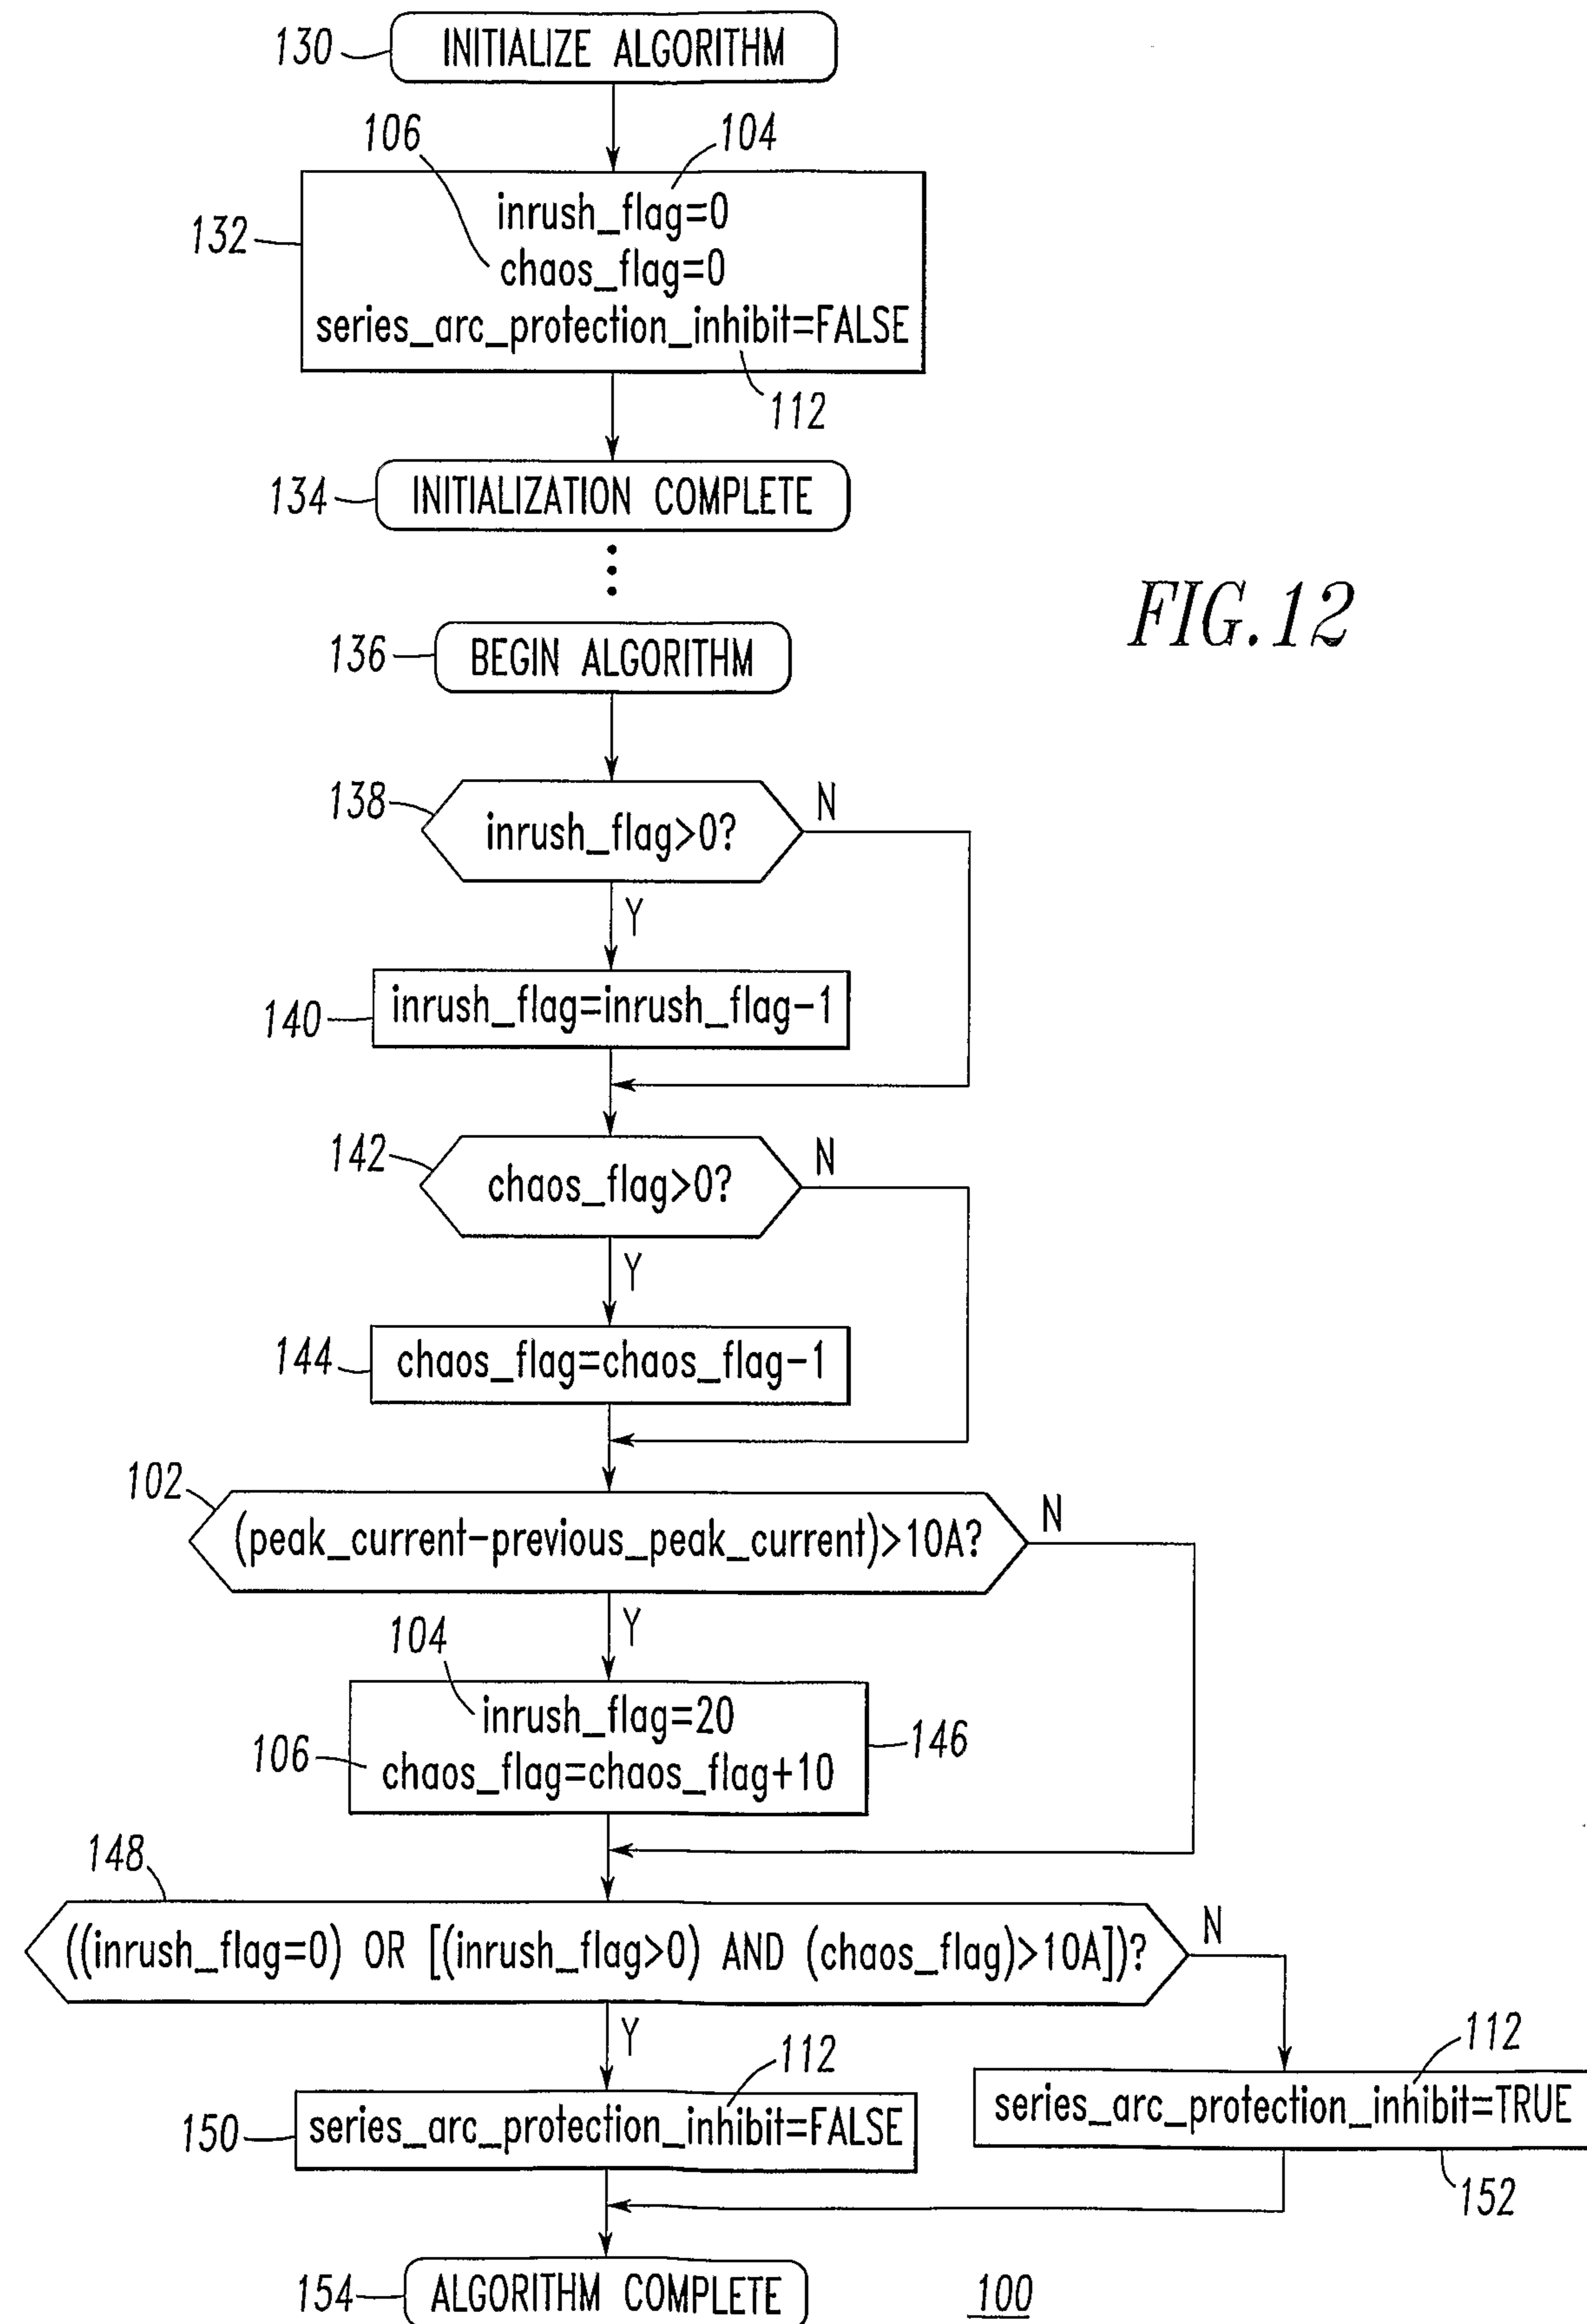 130
INITIALIZE ALGORITHM
106
104
132
inrush_flag=0
chaos_flag=0
series_arc_protection_inhibit=FALSE
112
134
INITIALIZATION COMPLETE
FIG.12
136
BEGIN ALGORITHM
138
inrush_flag>0?
N
Y
140
inrush_flag=inrush_flag-1
142
chaos_flag>0?
N
Y
144
chaos_flag=chaos_flag-1
102
(peak_current-previous_peak_current)>10A?
N
Y
104
inrush_flag=20
106
chaos_flag=chaos_flag+10
146
148
((inrush_flag=0) OR [(inrush_flag>0) AND (chaos_flag)>10A])?
N
Y
112
150
series_arc_protection_inhibit=FALSE
112
series_arc_protection_inhibit=TRUE
152
154
ALGORITHM COMPLETE
100